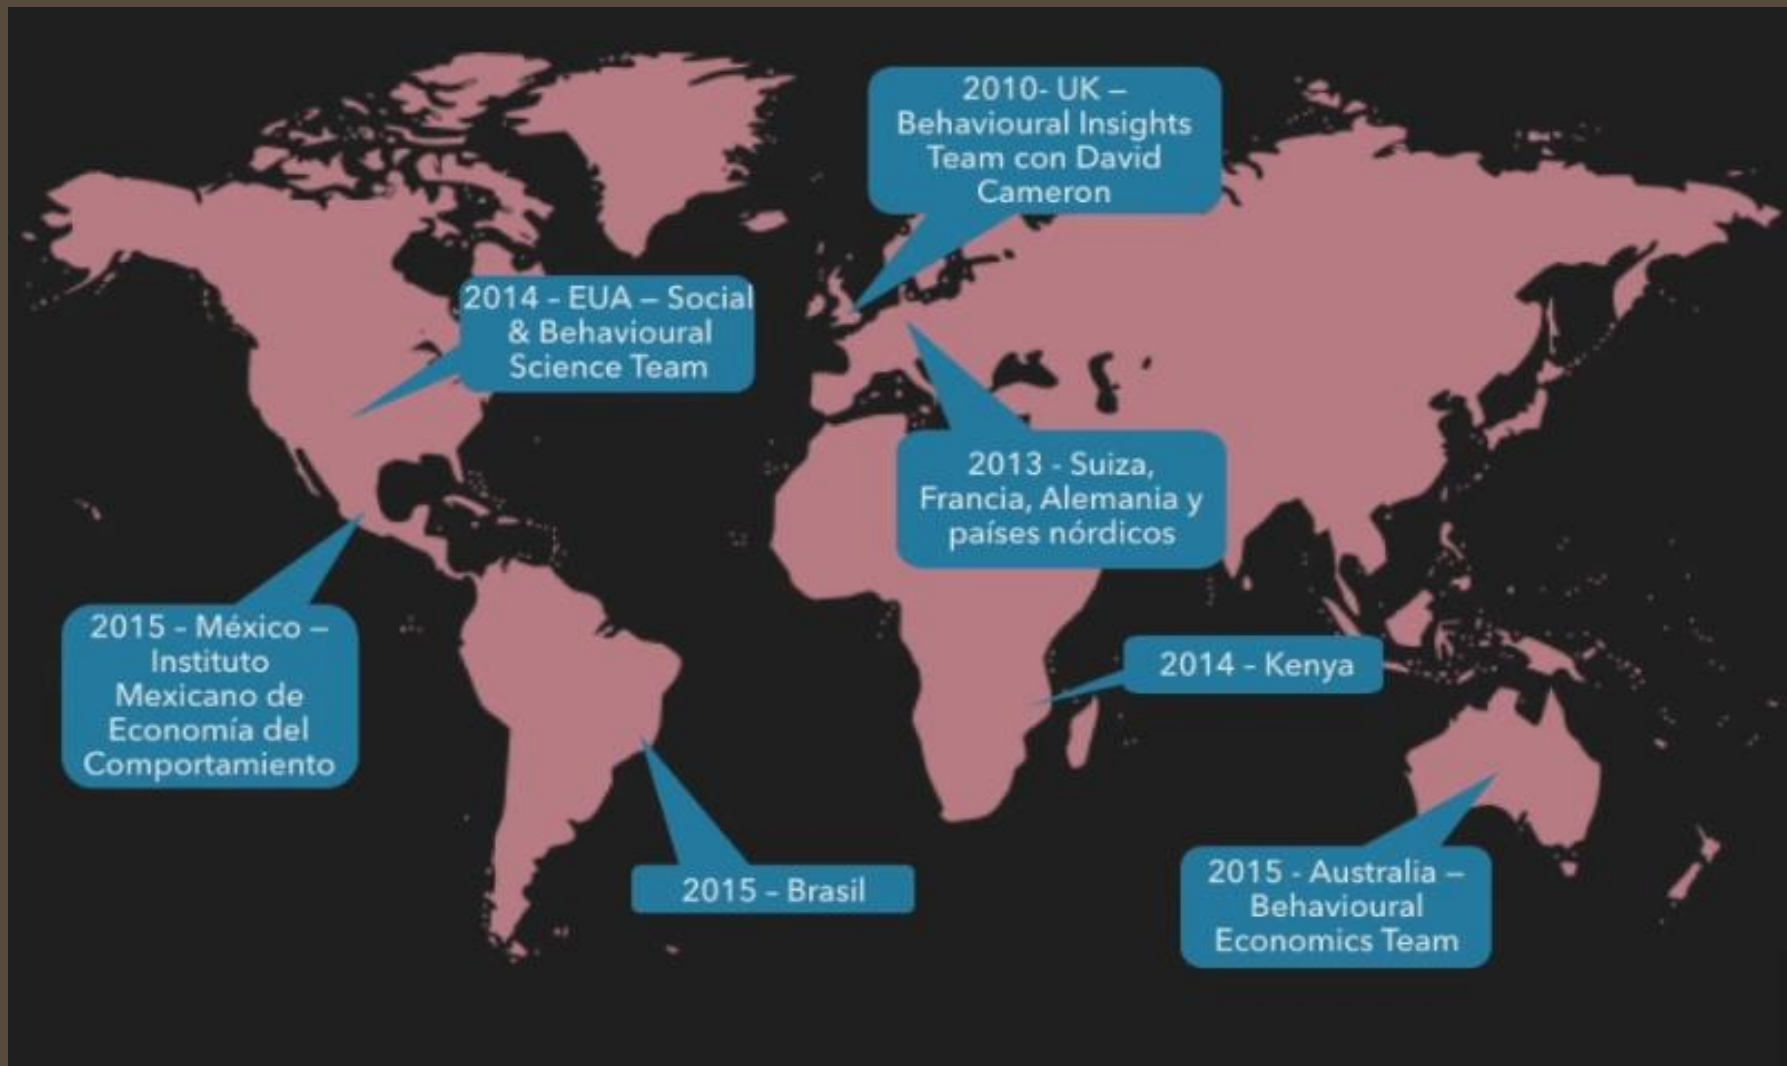 2010- UK –
Behavioural Insights
Team con David
Cameron
2014 - EUA – Social
& Behavioural
Science Team
2013 - Suiza,
Francia, Alemania y
países nórdicos
2015 - México –
Instituto
Mexicano de
Economía del
Comportamiento
2014 - Kenya
2015 - Brasil
2015 - Australia –
Behavioural
Economics Team